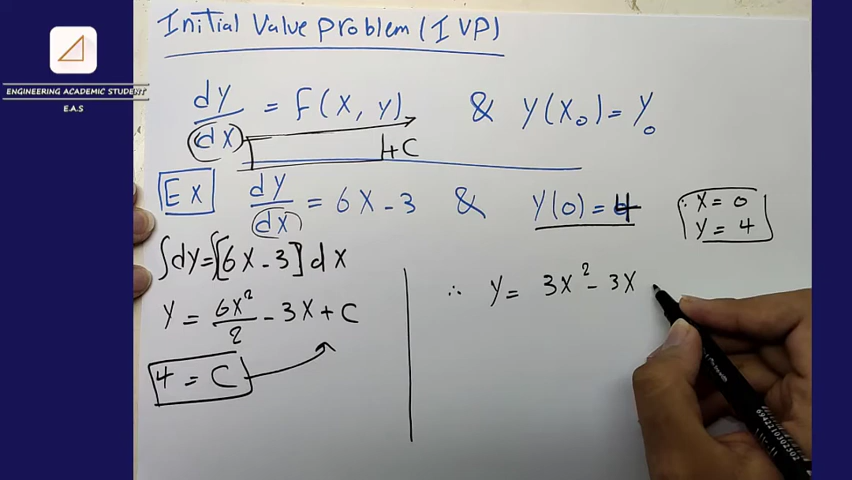 Initial Value Problem (IVP)
ENGINEERING ACADEMIC STUDENT
E.A.S
dy/dx = F(x, y) & y(x₀) = y₀
+C
Ex dy/dx = 6x - 3 & y(0) = 4
∴ x = 0
y = 4
∫dy = ∫[6x - 3] dx
y = 6x²/2 - 3x + C
4 = C
∴ y = 3x² - 3x
6942210302502